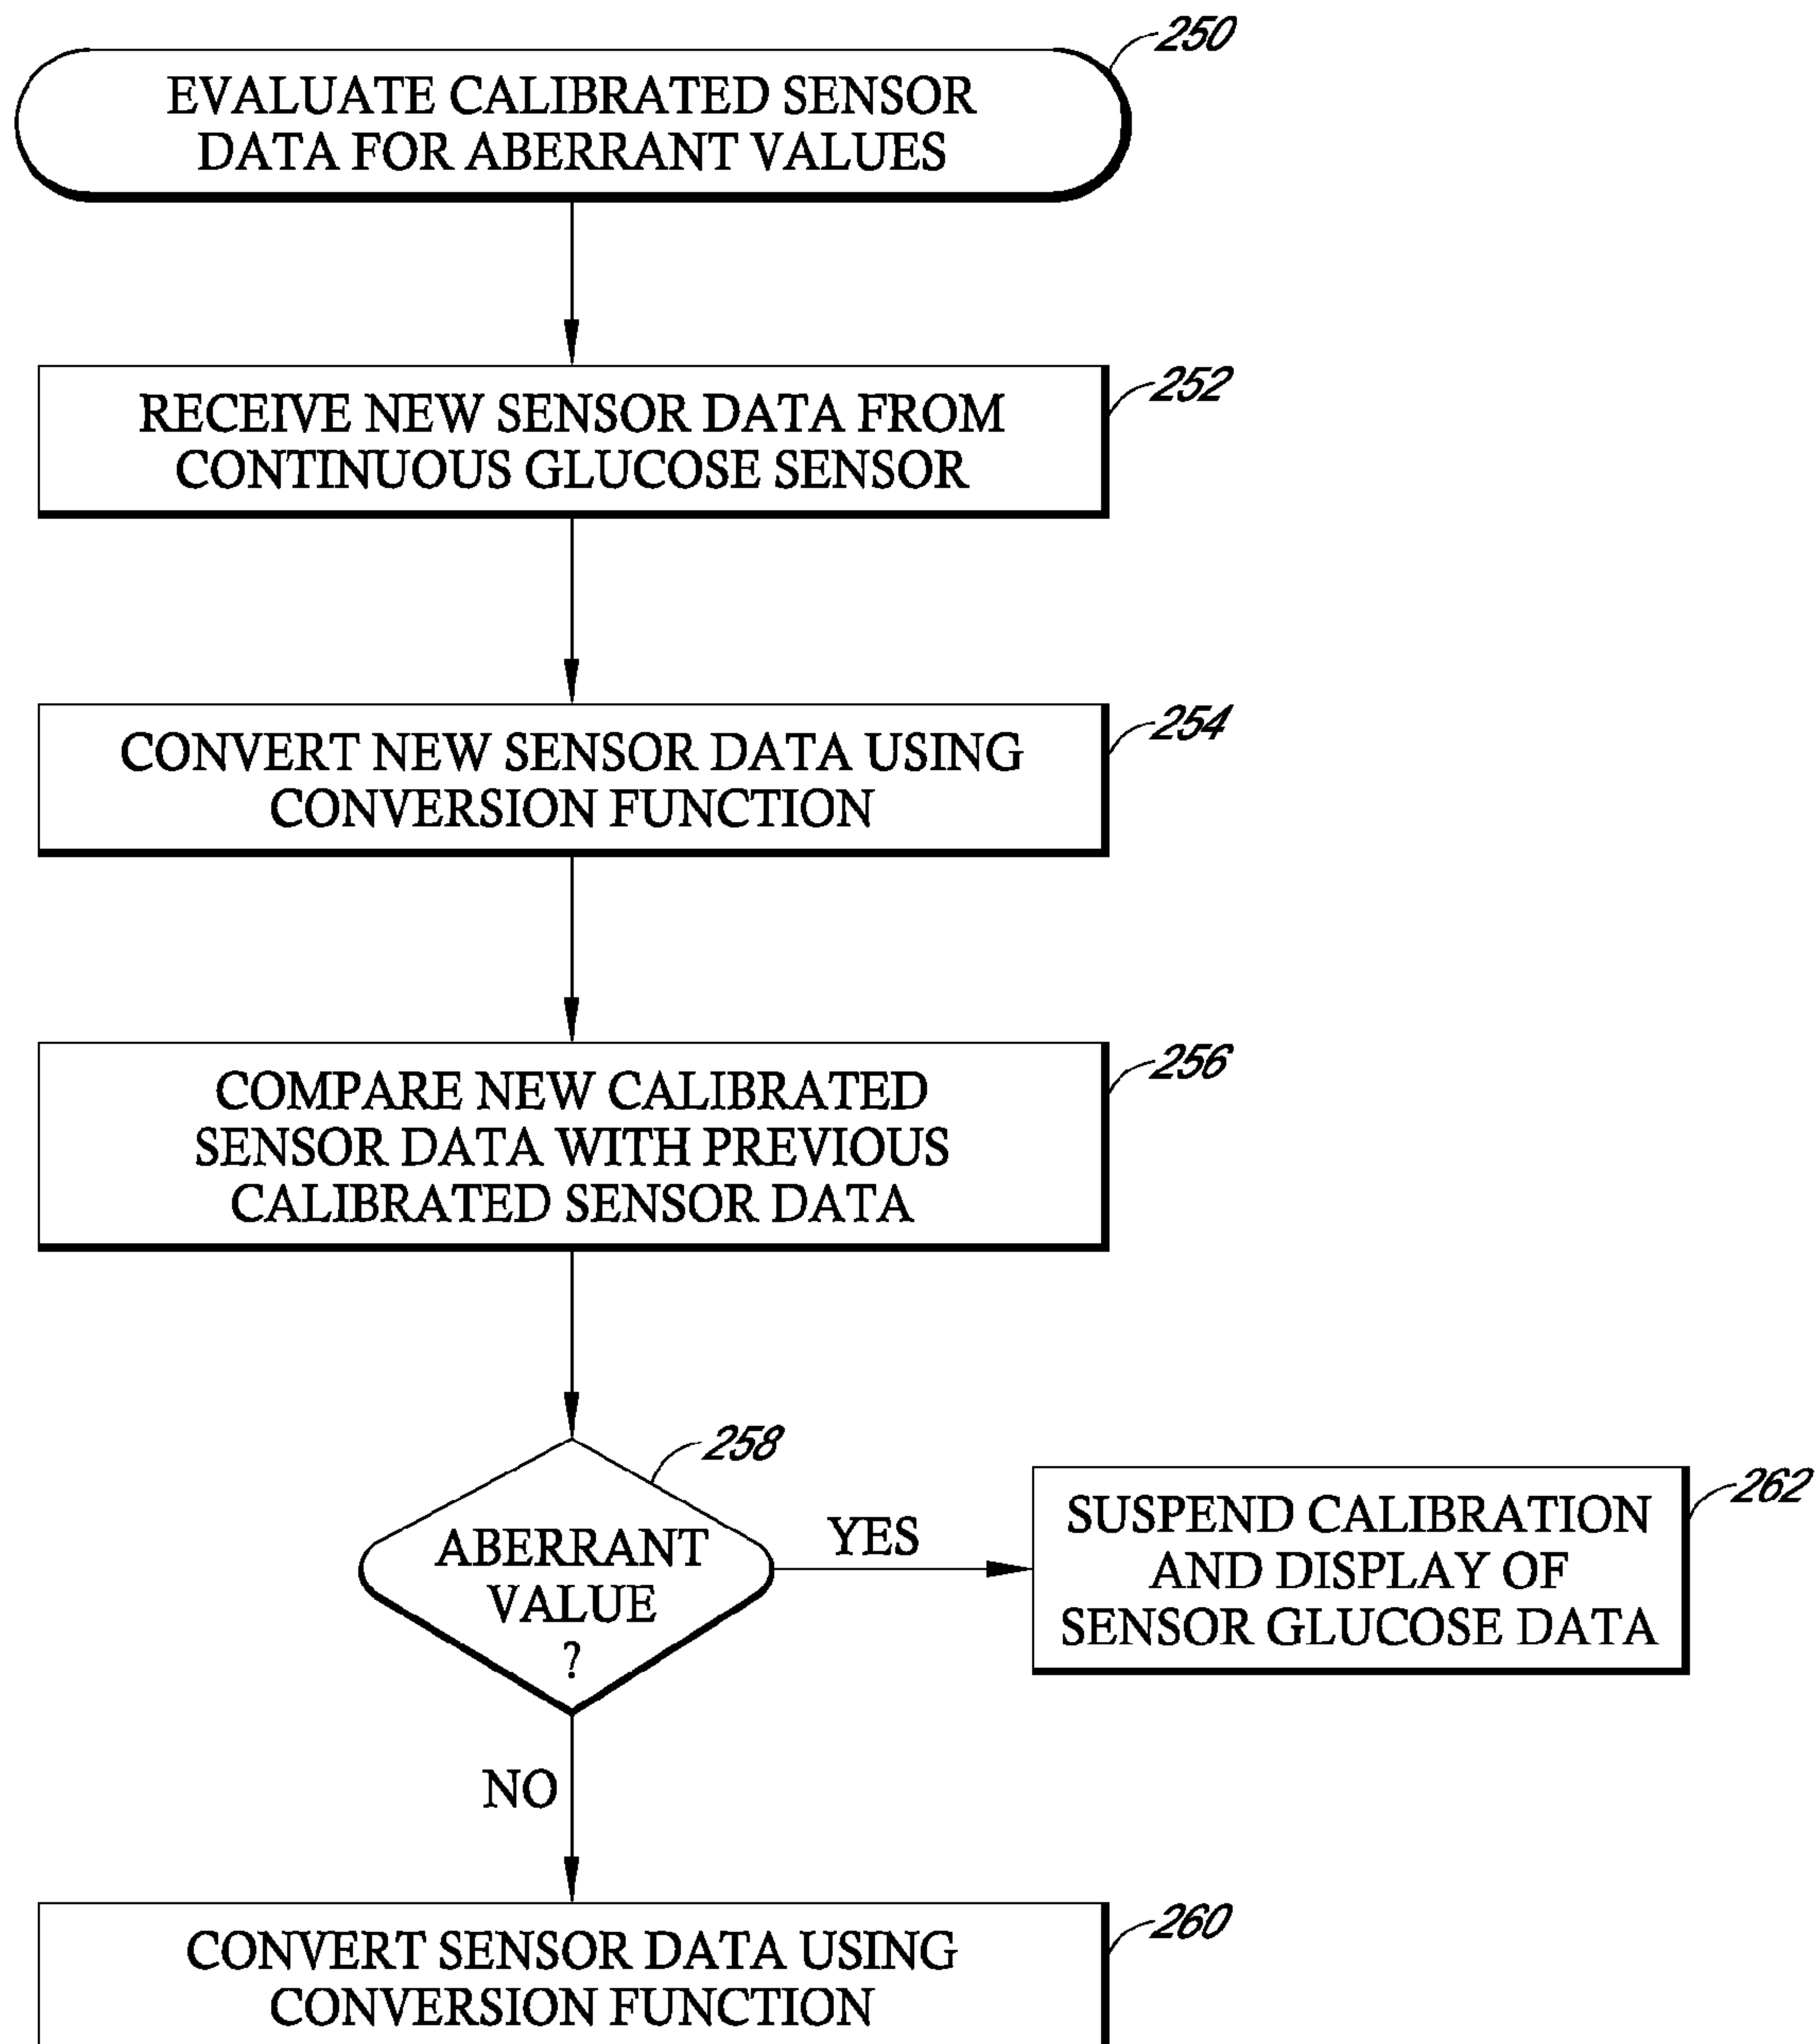 250
EVALUATE CALIBRATED SENSOR
DATA FOR ABERRANT VALUES
252
RECEIVE NEW SENSOR DATA FROM
CONTINUOUS GLUCOSE SENSOR
254
CONVERT NEW SENSOR DATA USING
CONVERSION FUNCTION
256
COMPARE NEW CALIBRATED
SENSOR DATA WITH PREVIOUS
CALIBRATED SENSOR DATA
258
ABERRANT
VALUE
?
YES
262
SUSPEND CALIBRATION
AND DISPLAY OF
SENSOR GLUCOSE DATA
NO
260
CONVERT SENSOR DATA USING
CONVERSION FUNCTION